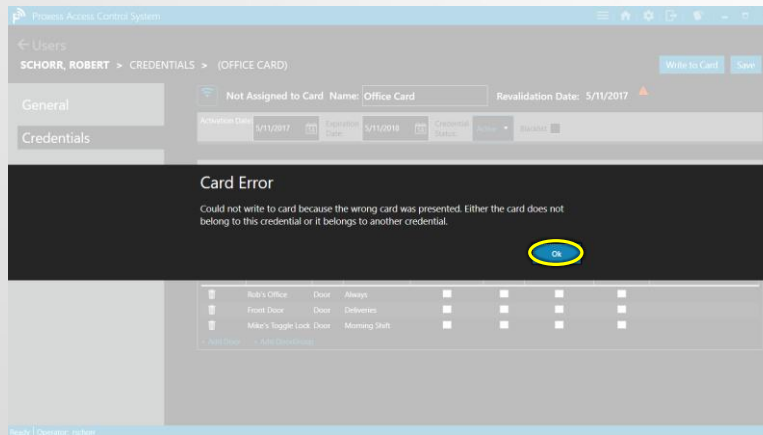 Proxess Access Control System
Users
SCHORR, ROBERT > CREDENTIALS > (OFFICE CARD)
Write to Card Save
General
Credentials
Not Assigned to Card Name: Office Card Revalidation Date: 5/11/2017
Activation Date: 5/11/2017 Expiration Date: 5/11/2018 Credential Status: Active Blacklist
Card Error
Could not write to card because the wrong card was presented. Either the card does not
belong to this credential or it belongs to another credential.
Ok
Rob's Office Door Always
Front Door Door Deliveries
Mike's Toggle Lock Door Morning Shift
+ Add Door + Add Door Group
Ready Operator: rschorr